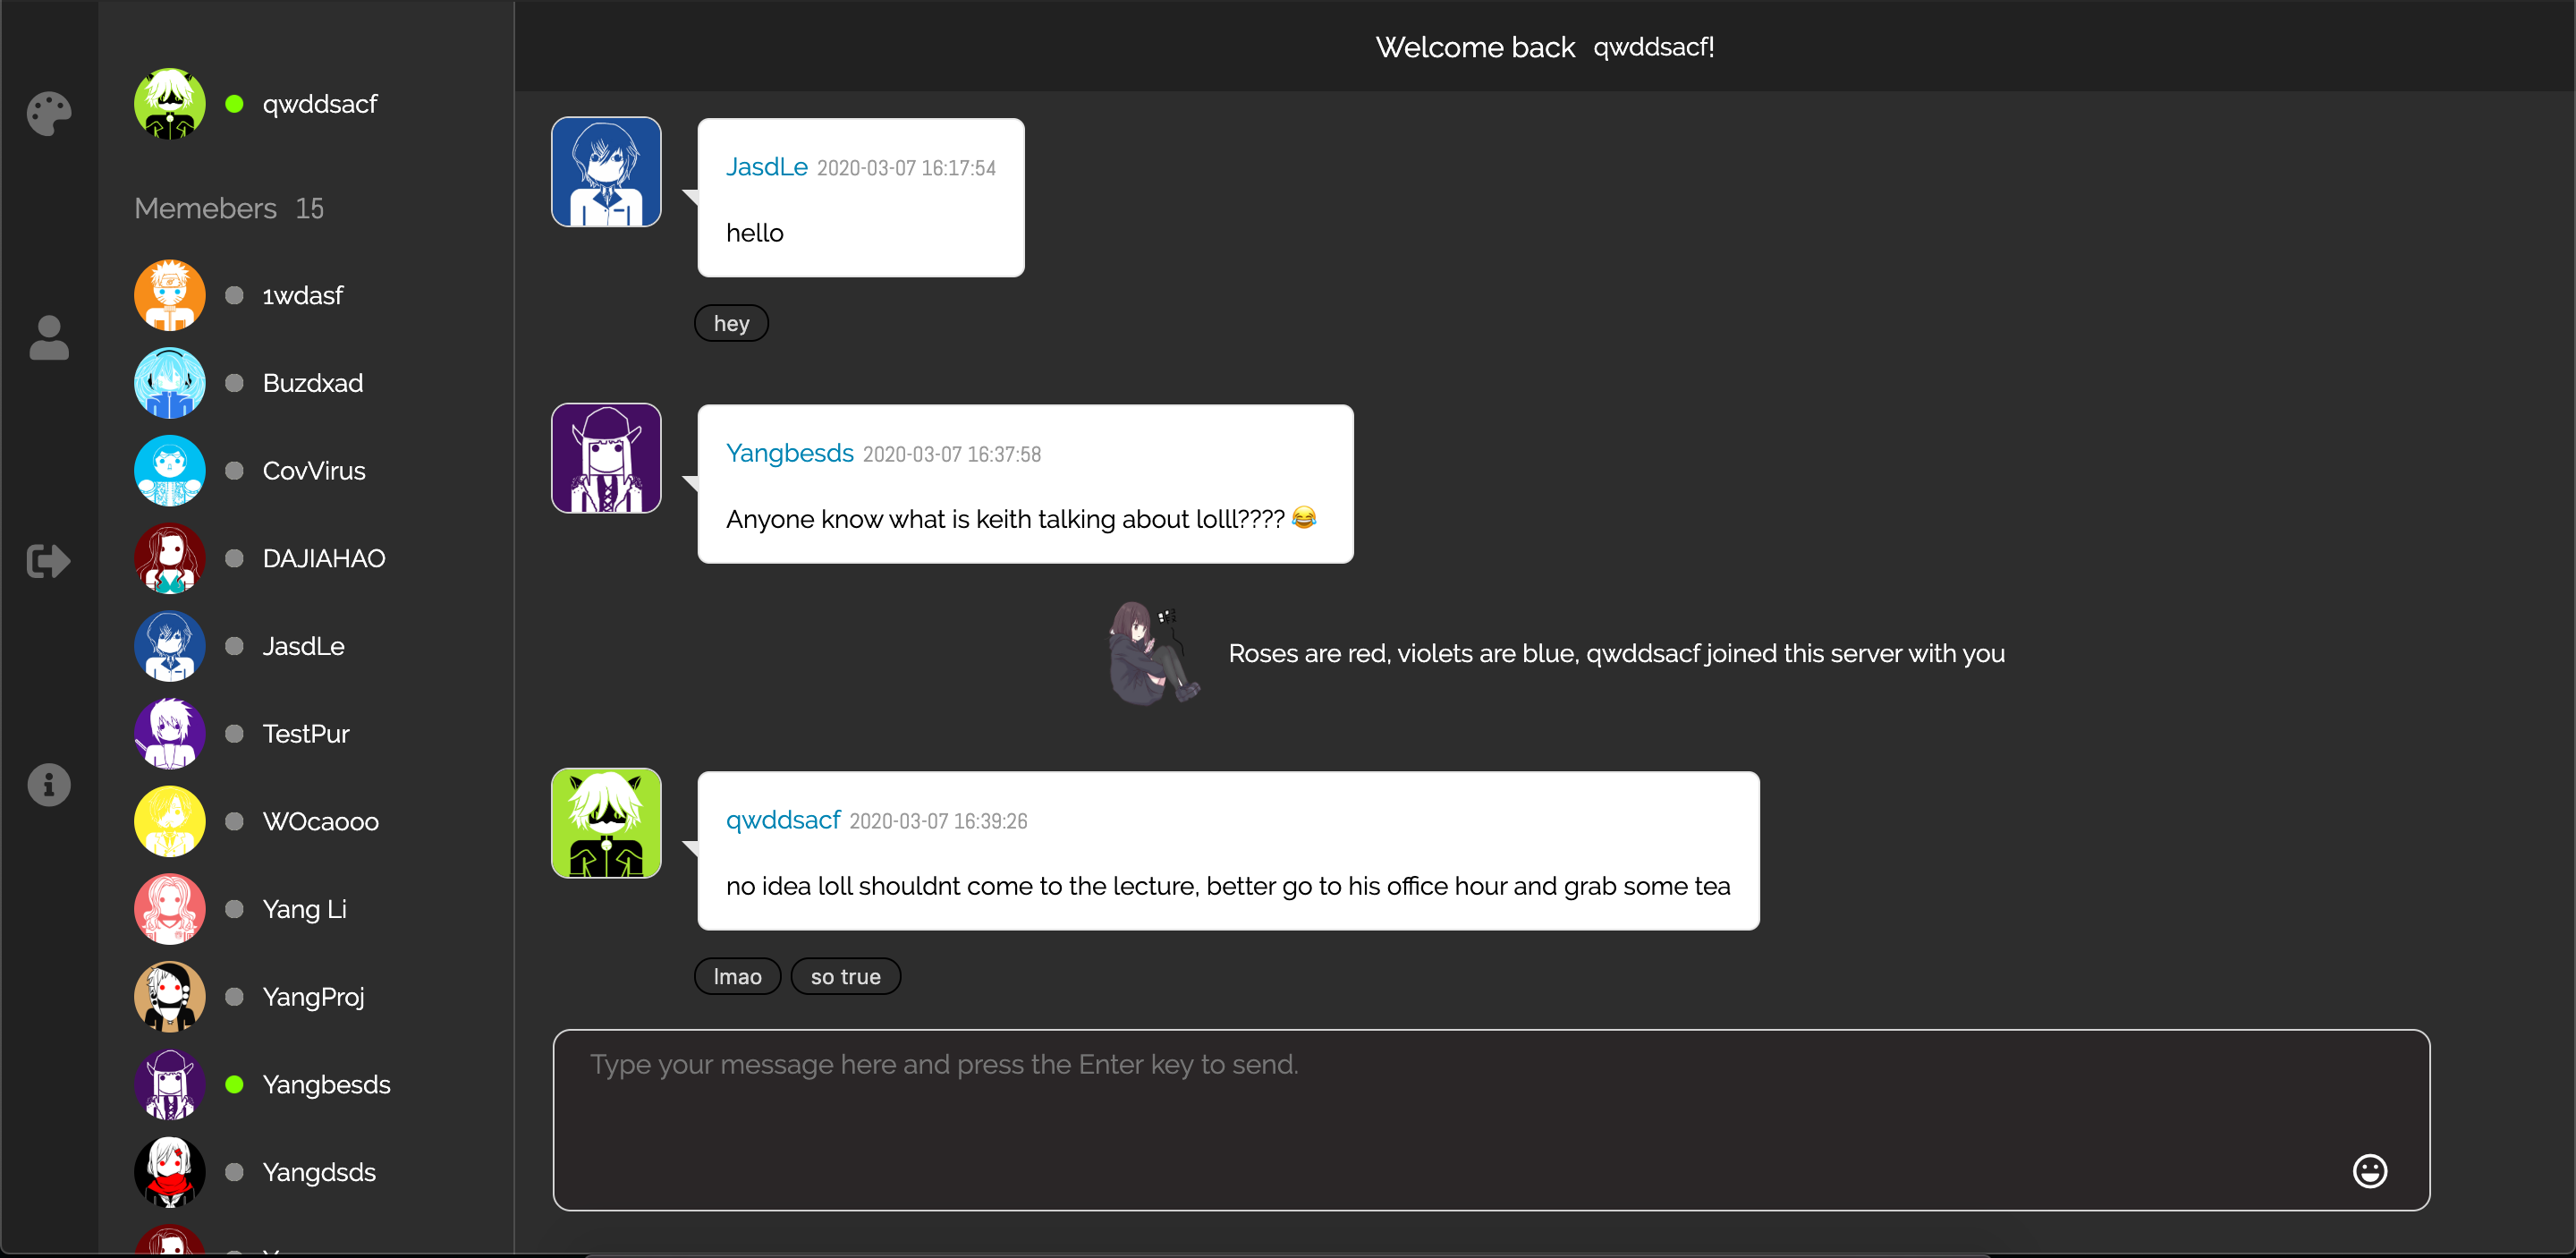 qwddsacf
Memebers 15
1wdasf
Buzdxad
CovVirus
DAJIAHAO
JasdLe
TestPur
WOcaooo
Yang Li
YangProj
Yangbesds
Yangdsds
Welcome back qwddsacf!
JasdLe 2020-03-07 16:17:54
hello
hey
Yangbesds 2020-03-07 16:37:58
Anyone know what is keith talking about lolll???? 😂
Roses are red, violets are blue, qwddsacf joined this server with you
qwddsacf 2020-03-07 16:39:26
no idea loll shouldnt come to the lecture, better go to his office hour and grab some tea
lmao so true
Type your message here and press the Enter key to send.